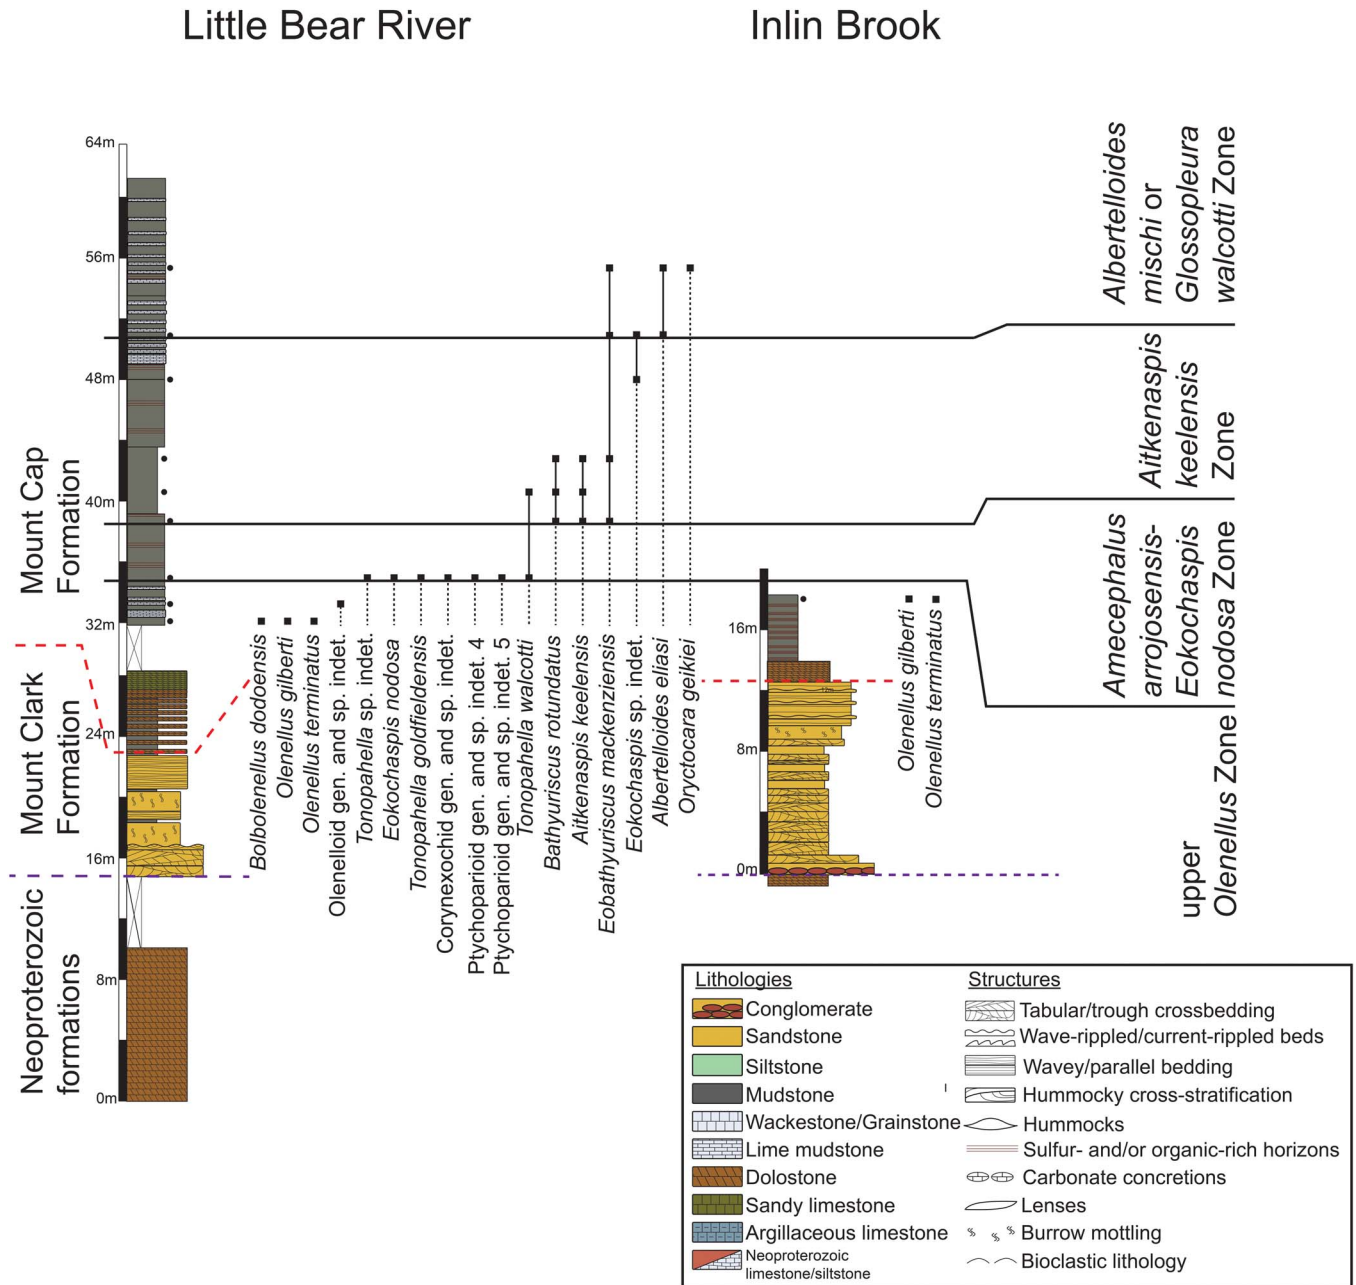 Little Bear River
Inlin Brook
64m
56m
48m
40m
32m
24m
16m
8m
0m
Mount Cap
Formation
Mount Clark
Formation
Neoproterozoic
formations
Bolbolenellus dodoensis
Olenellus gilberti
Olenellus terminatus
Olenelloid gen. and sp. indet.
Tonopahella sp. indet.
Eokochaspis nodosa
Tonopahella goldfieldensis
Corynexochid gen. and sp. indet.
Ptychoparioid gen. and sp. indet. 4
Ptychoparioid gen. and sp. indet. 5
Tonopahella walcotti
Bathyuriscus rotundatus
Aitkenaspis keelensis
Eobathyuriscus mackenziensis
Eokochaspis sp. indet.
Albertelloides eliasi
Oryctocara geikiei
16m
8m
0m
12m
Olenellus gilberti
Olenellus terminatus
Albertelloides
mischi or
Glossopleura
walcotti Zone
Aitkenaspis
keelensis
Zone
Amecephalus
arrojosensis-
Eokochaspis
nodosa Zone
upper
Olenellus Zone
Lithologies
Conglomerate
Sandstone
Siltstone
Mudstone
Wackestone/Grainstone
Lime mudstone
Dolostone
Sandy limestone
Argillaceous limestone
Neoproterozoic
limestone/siltstone
Structures
Tabular/trough crossbedding
Wave-rippled/current-rippled beds
Wavey/parallel bedding
Hummocky cross-stratification
Hummocks
Sulfur- and/or organic-rich horizons
Carbonate concretions
Lenses
Burrow mottling
Bioclastic lithology